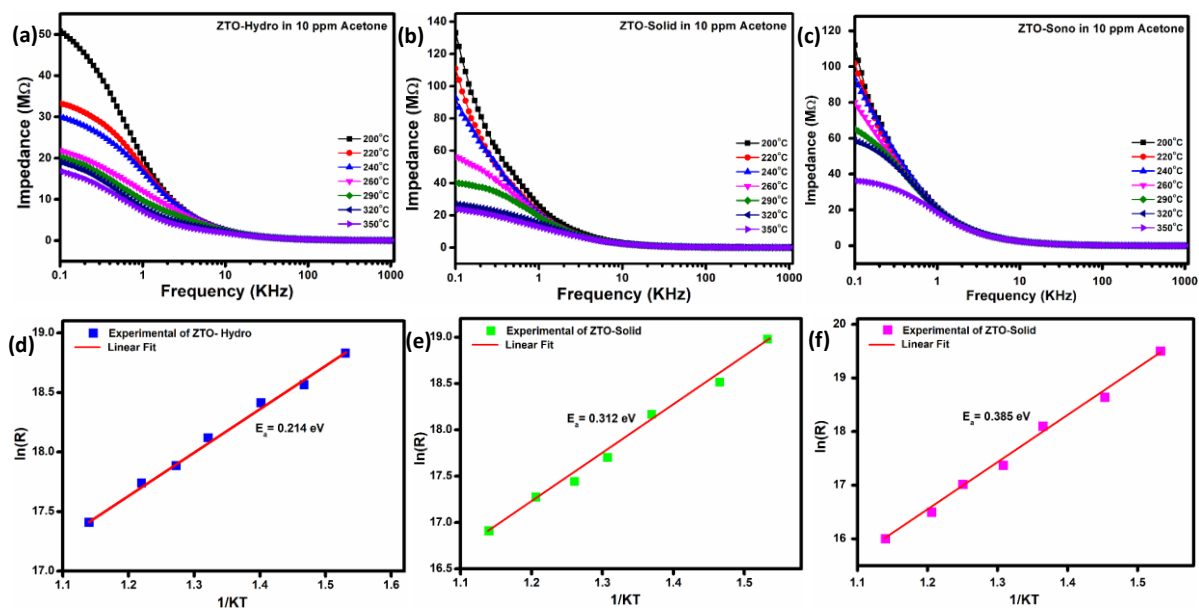 (a)
ZTO-Hydro in 10 ppm Acetone
50
40
30
20
10
0
Impedance (MΩ)
200°C
220°C
240°C
260°C
290°C
320°C
350°C
0.1 1 10 100 1000
Frequency (KHz)
(b)
ZTO-Solid in 10 ppm Acetone
140
120
100
80
60
40
20
0
Impedance (MΩ)
200°C
220°C
240°C
260°C
290°C
320°C
350°C
0.1 1 10 100 1000
Frequency (KHz)
(c)
ZTO-Sono in 10 ppm Acetone
120
100
80
60
40
20
0
Impedance (MΩ)
200°C
220°C
240°C
260°C
290°C
320°C
350°C
0.1 1 10 100 1000
Frequency (KHz)
(d)
Experimental of ZTO- Hydro
Linear Fit
Ea= 0.214 eV
19.0
18.5
18.0
17.5
17.0
ln(R)
1.1 1.2 1.3 1.4 1.5 1.6
1/KT
(e)
Experimental of ZTO-Solid
Linear Fit
Ea= 0.312 eV
19.0
18.5
18.0
17.5
17.0
16.5
ln(R)
1.1 1.2 1.3 1.4 1.5
1/KT
(f)
Experimental of ZTO-Solid
Linear Fit
Ea= 0.385 eV
20
19
18
17
16
ln(R)
1.1 1.2 1.3 1.4 1.5
1/KT